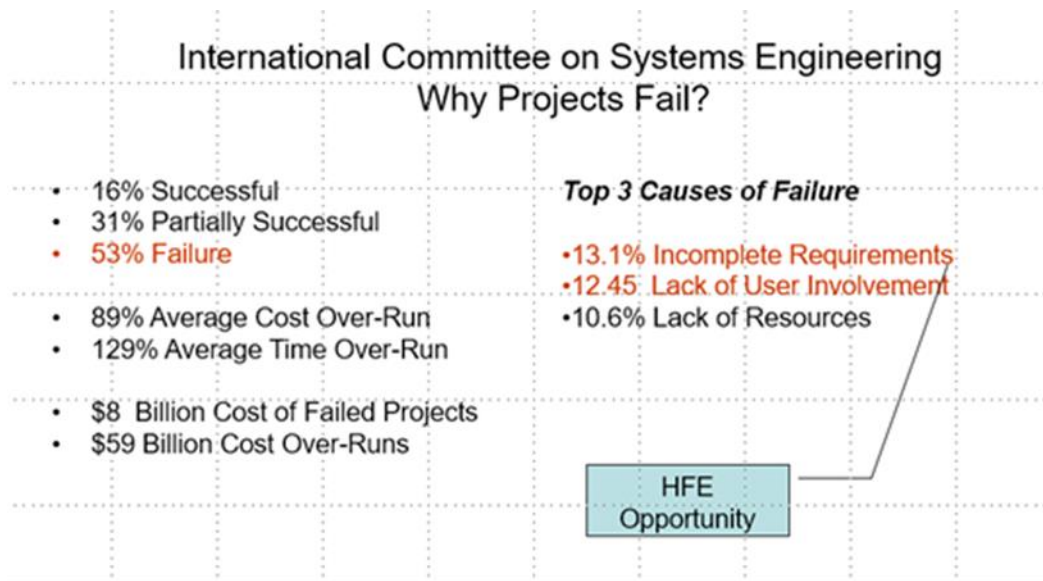 International Committee on Systems Engineering
Why Projects Fail?
• 16% Successful
• 31% Partially Successful
• 53% Failure
• 89% Average Cost Over-Run
• 129% Average Time Over-Run
• $8 Billion Cost of Failed Projects
• $59 Billion Cost Over-Runs
Top 3 Causes of Failure
•13.1% Incomplete Requirements
•12.45 Lack of User Involvement
•10.6% Lack of Resources
HFE
Opportunity